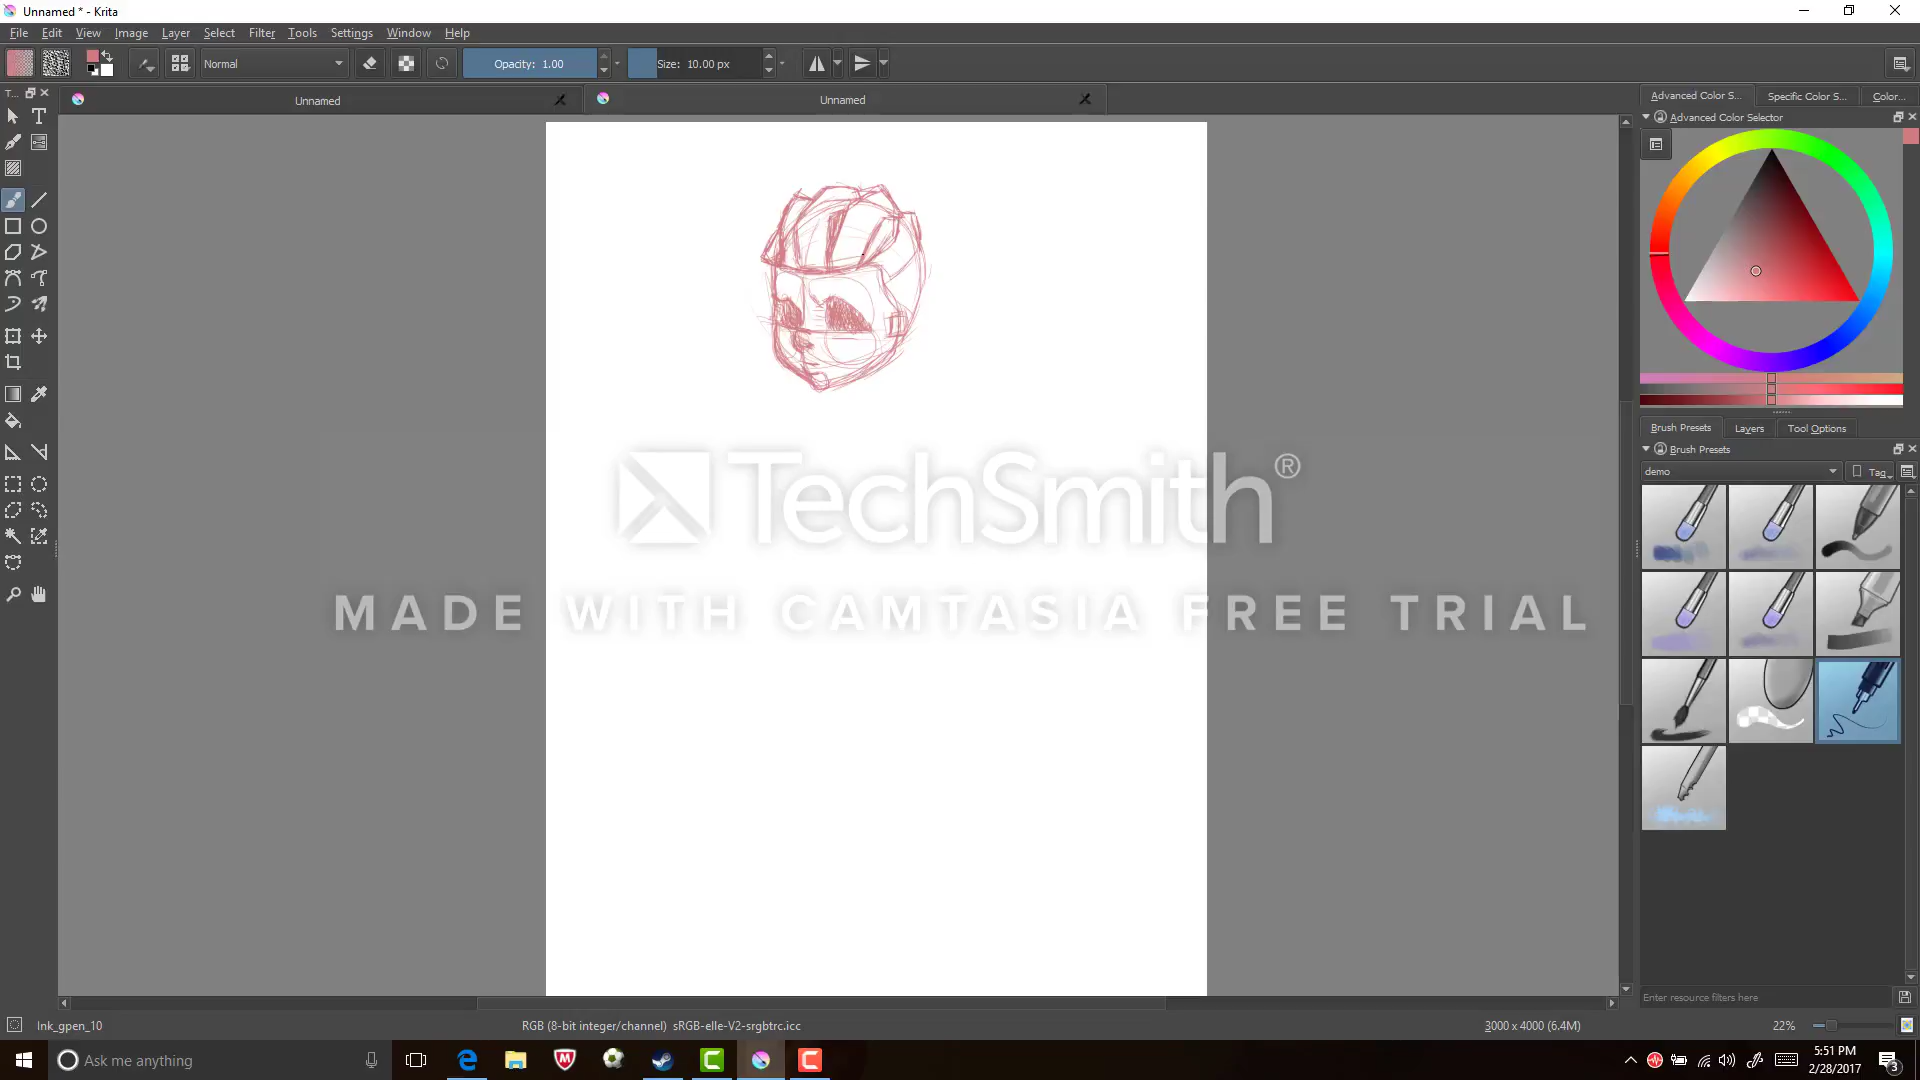 Unnamed * - Krita
File Edit View Image Layer Select Filter Tools Settings Window Help
Normal Opacity: 1.00 Size: 10.00 px
T...
Unnamed Unnamed
Advanced Color S... Specific Color S... Color...
Advanced Color Selector
Brush Presets Layers Tool Options
Brush Presets
demo Tag
TechSmith®
MADE WITH CAMTASIA FREE TRIAL
Enter resource filters here
Ink_gpen_10 RGB (8-bit integer/channel) sRGB-elle-V2-srgbtrc.icc 3000 x 4000 (6.4M) 22%
Ask me anything
5:51 PM
2/28/2017
3